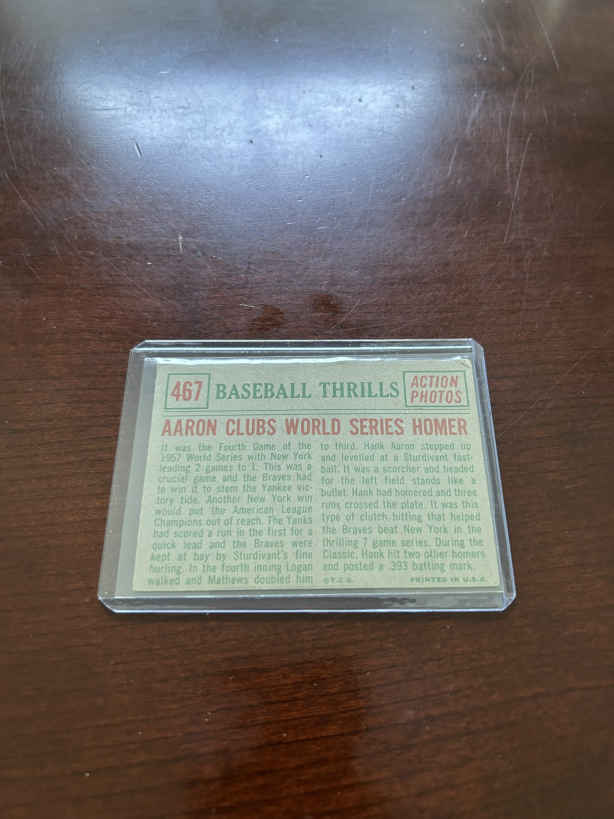 467 BASEBALL THRILLS ACTION PHOTOS
AARON CLUBS WORLD SERIES HOMER
It was the Fourth Game of the
1957 World Series with New York
leading 2 games to 1. This was a
crucial game and the Braves had
to win it to stem the Yankee vic-
tory tide. Another New York win
would put the American League
Champions out of reach. The Yanks
had scored a run in the first for a
quick lead and the Braves were
kept at bay by Sturdivant's fine
hurling. In the fourth inning Logan
walked and Mathews doubled him
to third. Hank Aaron stepped up
and levelled at a Sturdivant fast-
ball. It was a scorcher and headed
for the left field stands like a
bullet. Hank had homered and three
runs crossed the plate. It was this
type of clutch hitting that helped
the Braves beat New York in the
thrilling 7 game series. During the
Classic, Hank hit two other homers
and posted a .393 batting mark.
©T.C.G. PRINTED IN U.S.A.